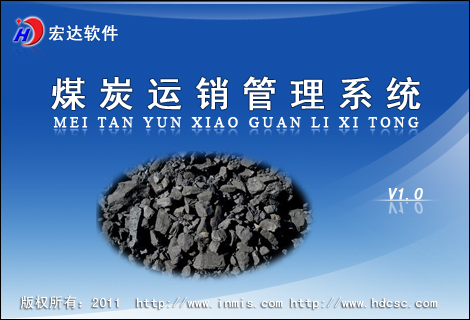 宏达软件
煤炭运销管理系统
MEI TAN YUN XIAO GUAN LI XI TONG
V1.0
版权所有：2011 http://www.inmis.com http://www.hdcsc.com